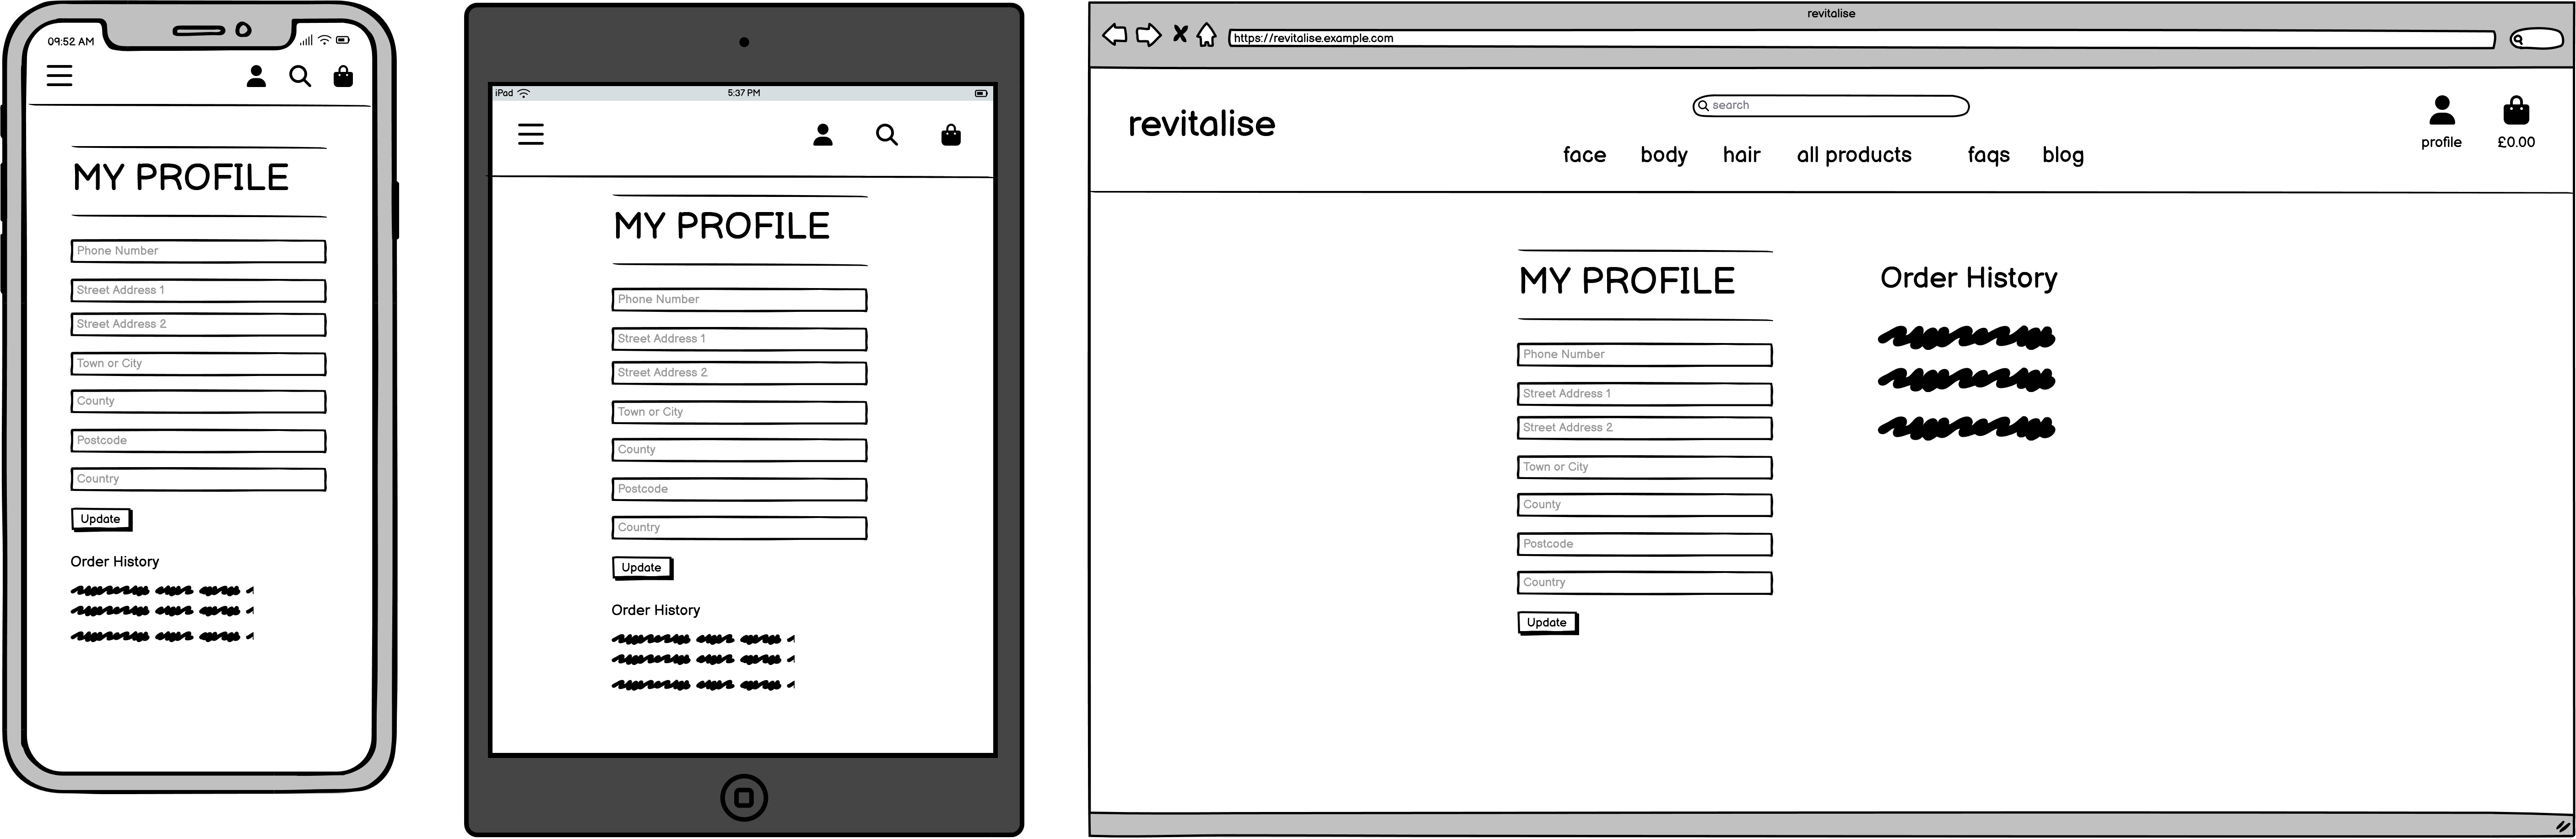 09:52 AM
MY PROFILE
Phone Number
Street Address 1
Street Address 2
Town or City
County
Postcode
Country
Update
Order History
iPad
5:37 PM
MY PROFILE
Phone Number
Street Address 1
Street Address 2
Town or City
County
Postcode
Country
Update
Order History
revitalise
https://revitalise.example.com
revitalise
search
face body hair all products faqs blog
profile
£0.00
MY PROFILE
Phone Number
Street Address 1
Street Address 2
Town or City
County
Postcode
Country
Update
Order History